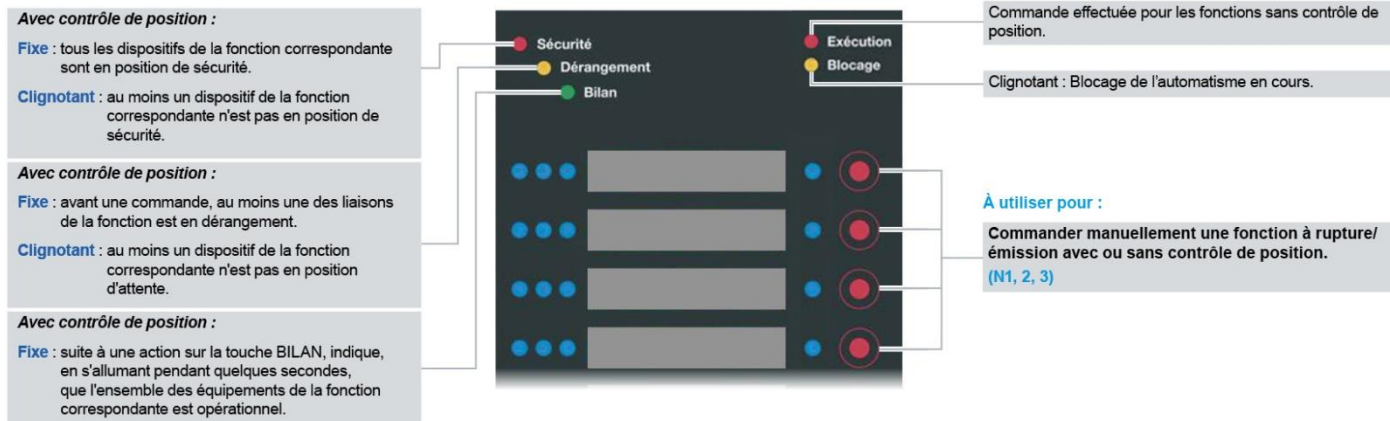 Avec contrôle de position :
Fixe : tous les dispositifs de la fonction correspondante
sont en position de sécurité.
Clignotant : au moins un dispositif de la fonction
correspondante n'est pas en position de
sécurité.
Avec contrôle de position :
Fixe : avant une commande, au moins une des liaisons
de la fonction est en dérangement.
Clignotant : au moins un dispositif de la fonction
correspondante n'est pas en position
d'attente.
Avec contrôle de position :
Fixe : suite à une action sur la touche BILAN, indique,
en s'allumant pendant quelques secondes,
que l'ensemble des équipements de la fonction
correspondante est opérationnel.
Sécurité
Dérangement
Bilan
Exécution
Blocage
Commande effectuée pour les fonctions sans contrôle de
position.
Clignotant : Blocage de l'automatisme en cours.
À utiliser pour :
Commander manuellement une fonction à rupture/
émission avec ou sans contrôle de position.
(N1, 2, 3)